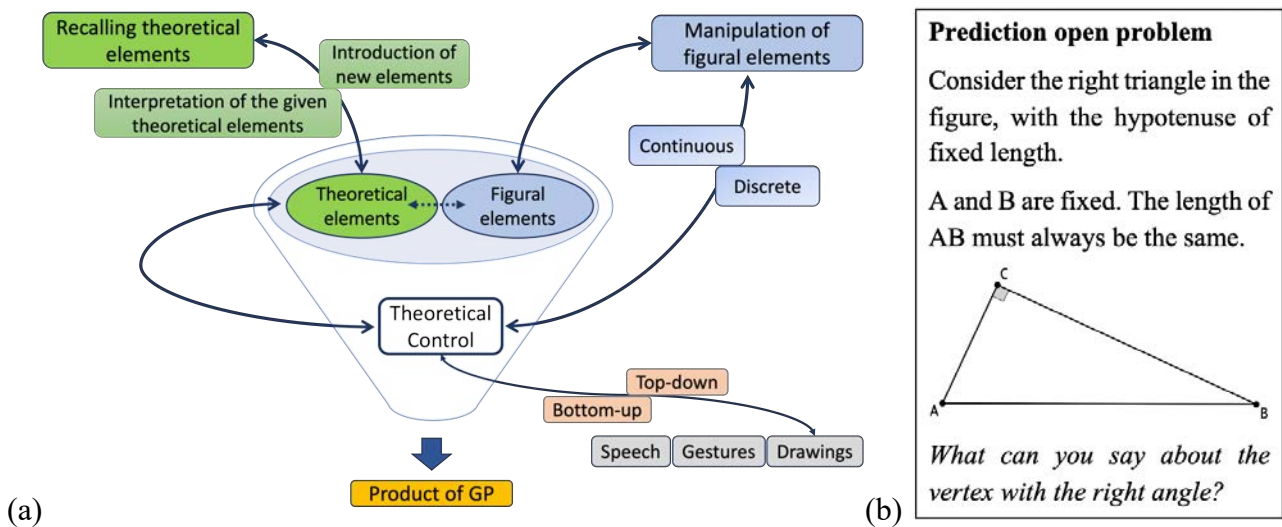 Recalling theoretical
elements
Introduction of
new elements
Interpretation of the given
theoretical elements
Manipulation of
figural elements
Continuous
Discrete
Theoretical
elements
Figural
elements
Theoretical
Control
Top-down
Bottom-up
Speech
Gestures
Drawings
Product of GP
(a)
(b)
Prediction open problem
Consider the right triangle in the
figure, with the hypotenuse of
fixed length.
A and B are fixed. The length of
AB must always be the same.
C
A
B
What can you say about the
vertex with the right angle?